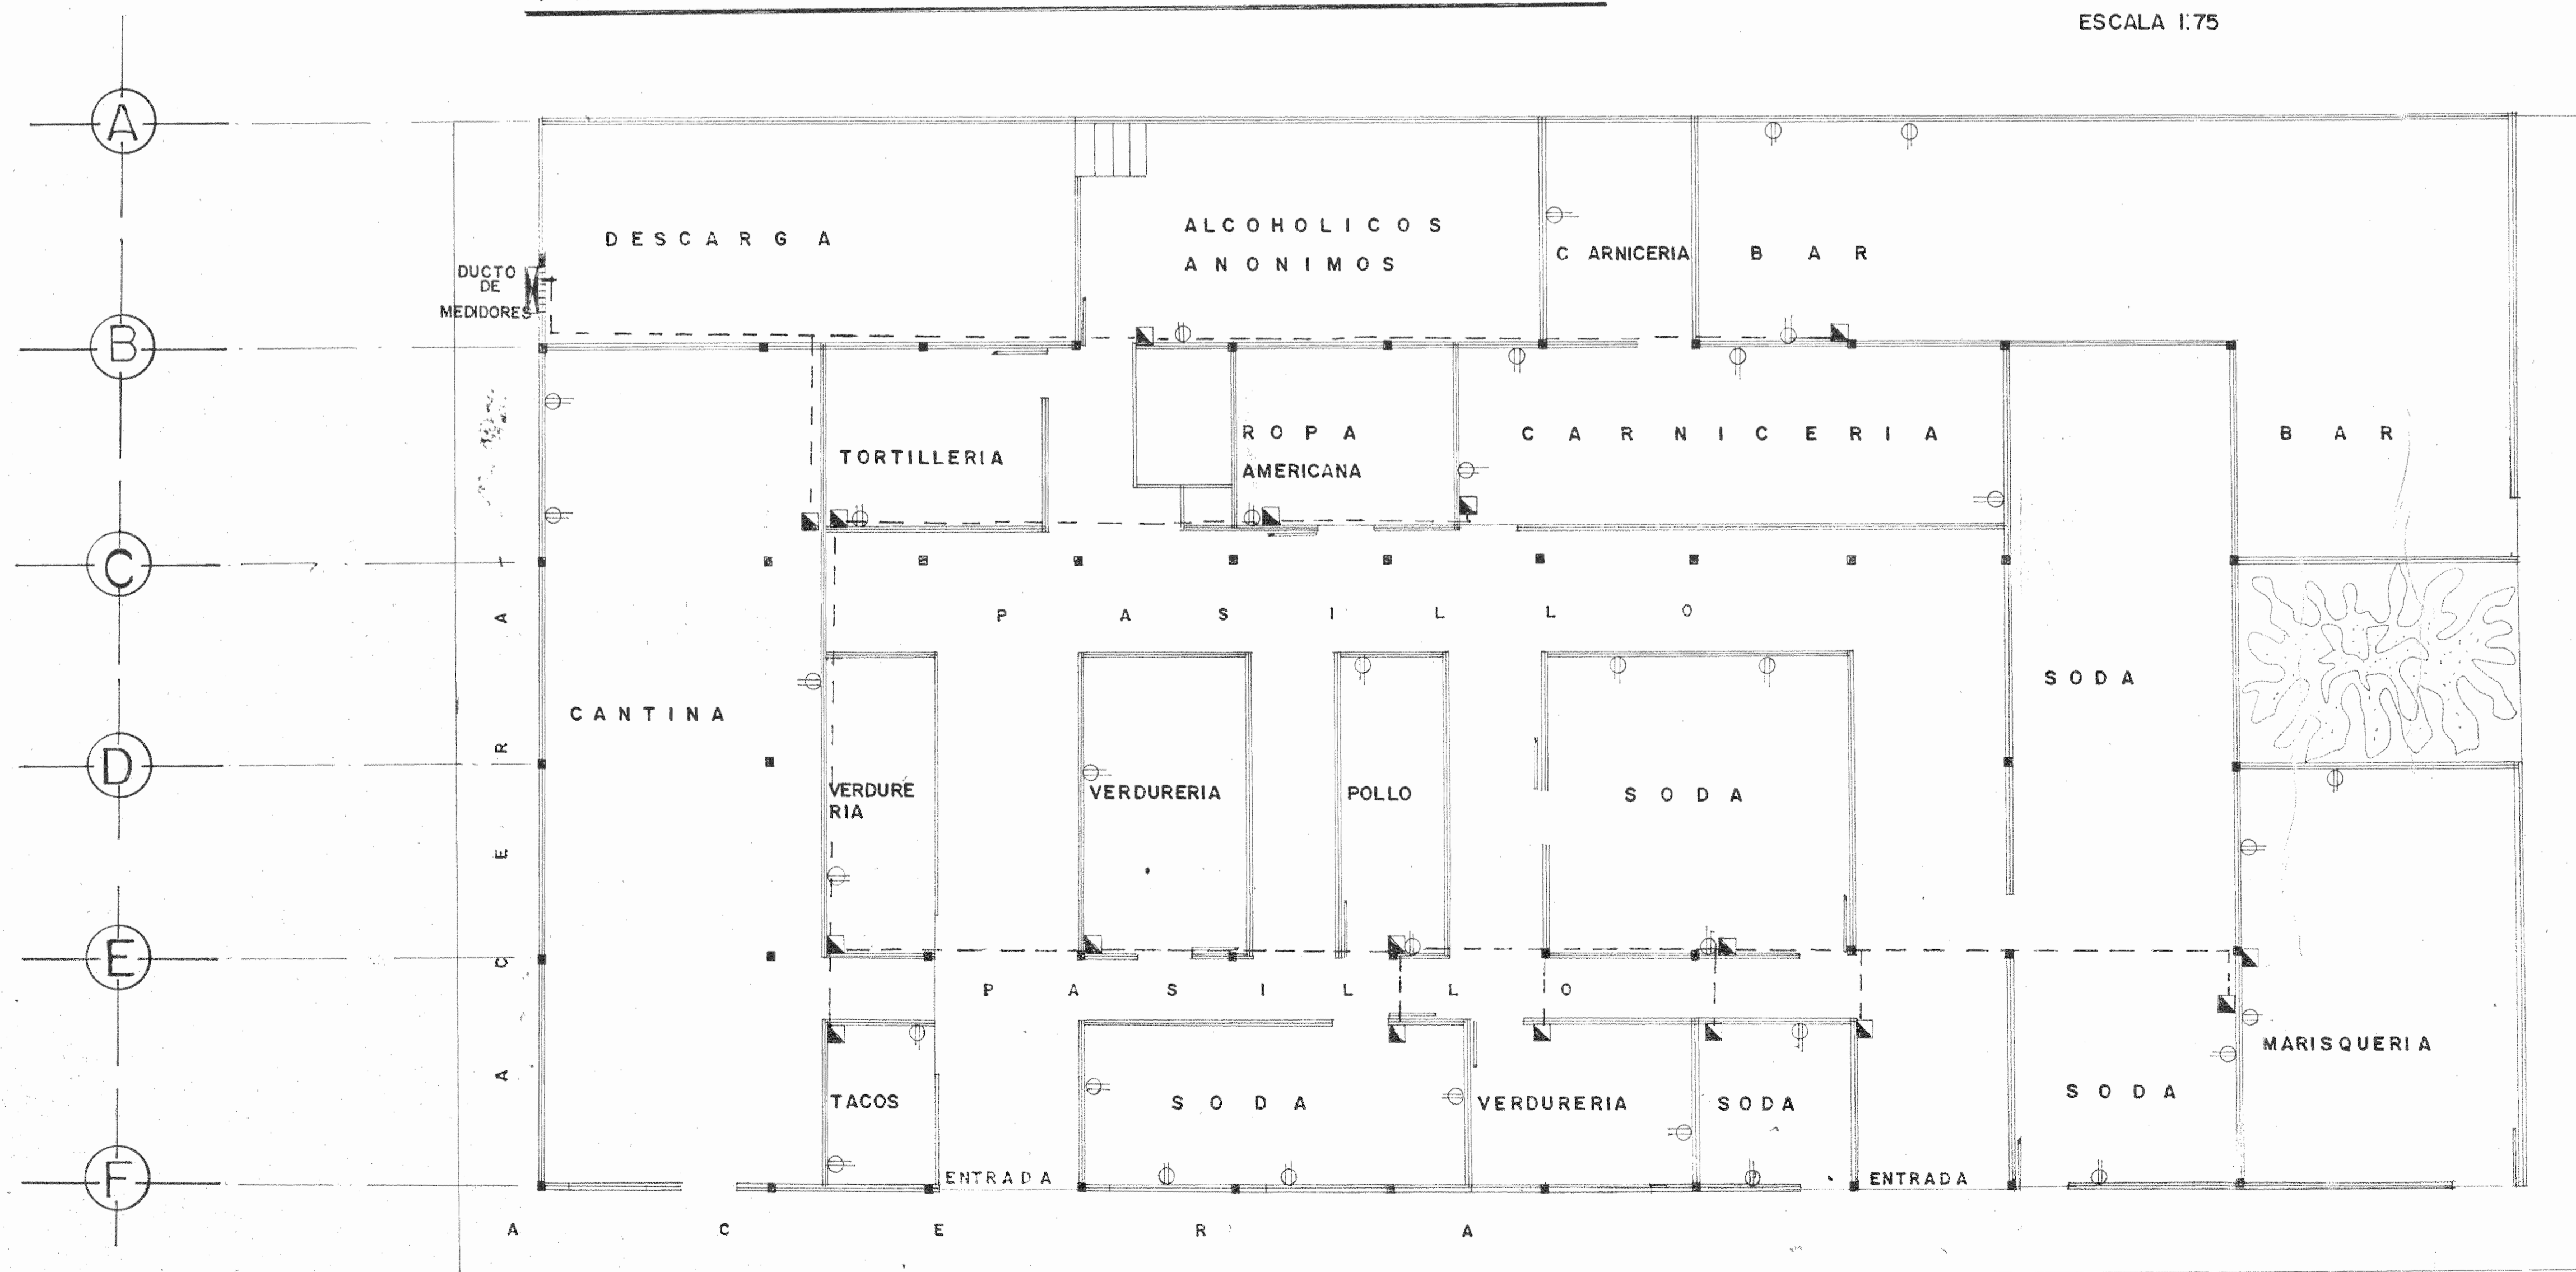 ESCALA 1:75
A
DESCARGA
ALCOHOLICOS
ANONIMOS
CARNICERIA
BAR
DUCTO
DE
MEDIDORES
B
TORTILLERIA
ROPA
AMERICANA
CARNICERIA
BAR
C
PASILLO
CANTINA
SODA
D
VERDURE
RIA
VERDURERIA
POLLO
SODA
ACERA
E
PASILLO
MARISQUERIA
TACOS
SODA
VERDURERIA
SODA
SODA
F
ENTRADA
ENTRADA
ACERA